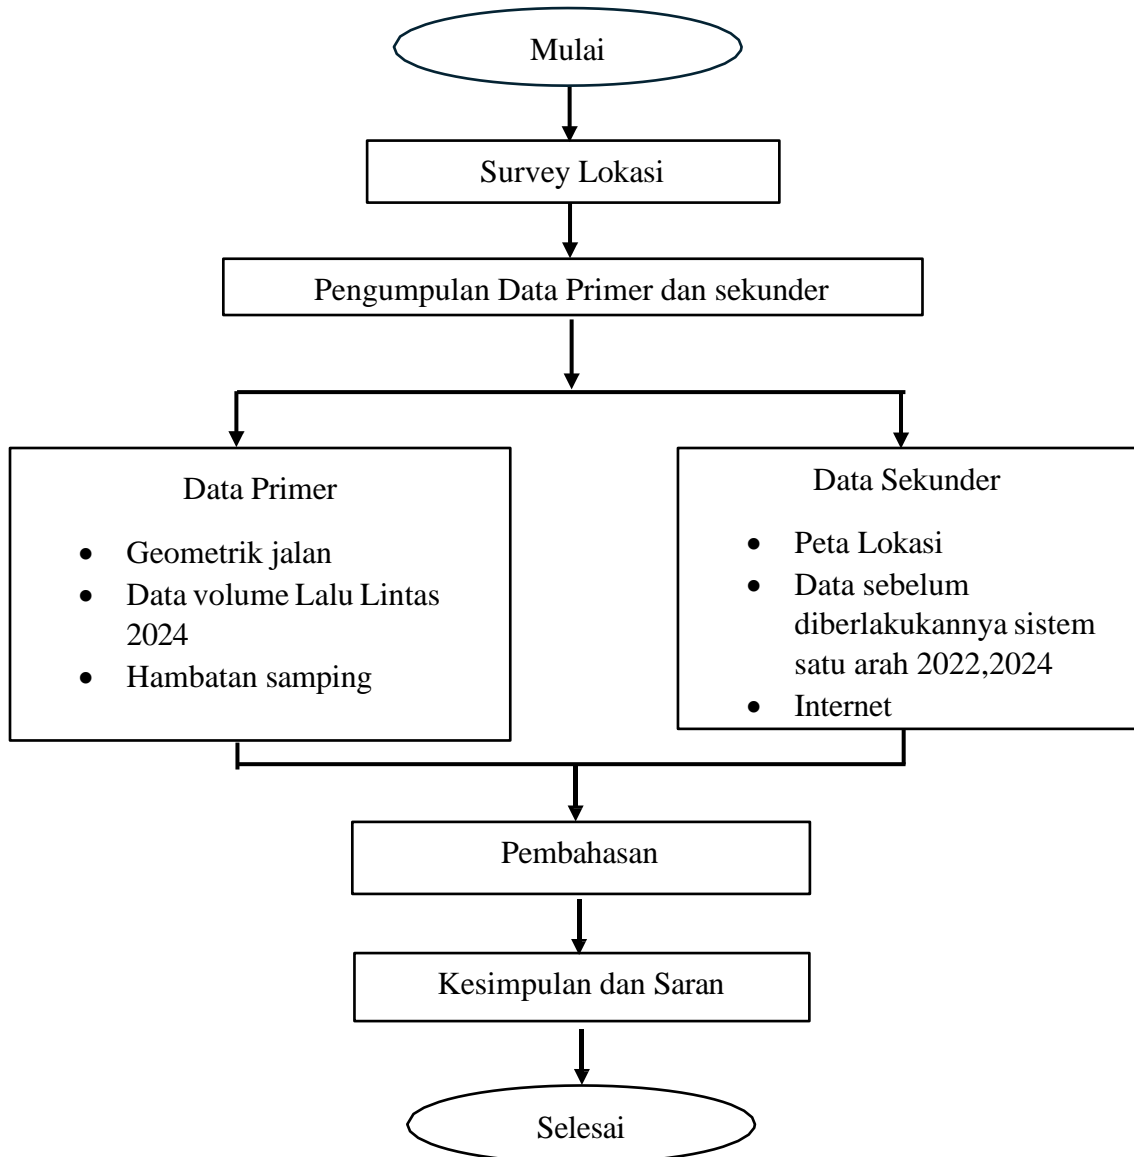 Mulai
Survey Lokasi
Pengumpulan Data Primer dan sekunder
Data Primer
• Geometrik jalan
• Data volume Lalu Lintas
2024
• Hambatan samping
Data Sekunder
• Peta Lokasi
• Data sebelum
diberlakukannya sistem
satu arah 2022,2024
• Internet
Pembahasan
Kesimpulan dan Saran
Selesai